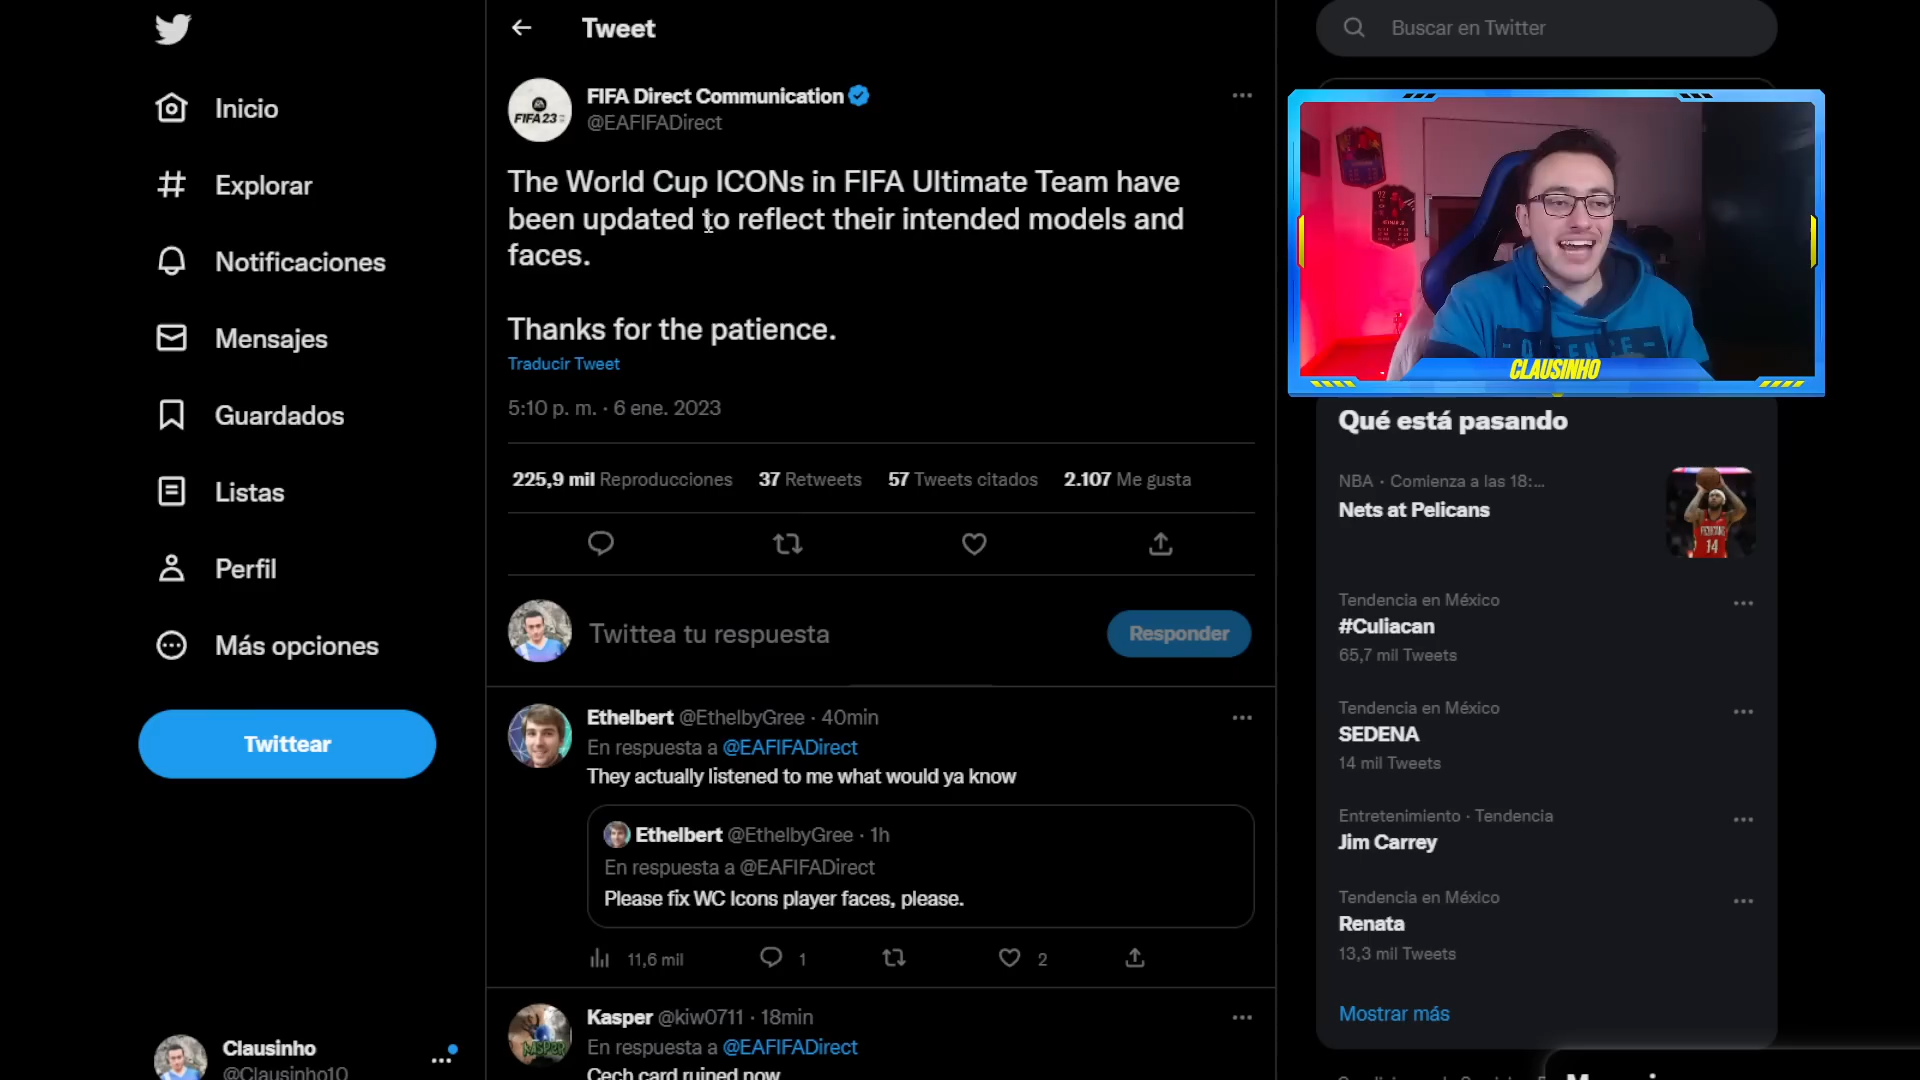 Tweet
Buscar en Twitter
FIFA Direct Communication
@EAFIFADirect
FIFA 23
Inicio
Explorar
Notificaciones
Mensajes
Guardados
Listas
Perfil
Más opciones
Twittear
Clausinho
@Clausinho10
The World Cup ICONs in FIFA Ultimate Team have
been updated to reflect their intended models and
faces.
Thanks for the patience.
Traducir Tweet
5:10 p. m. · 6 ene. 2023
225,9 mil Reproducciones 37 Retweets 57 Tweets citados 2.107 Me gusta
Twittea tu respuesta
Responder
Ethelbert @EthelbyGree · 40min
En respuesta a @EAFIFADirect
They actually listened to me what would ya know
Ethelbert @EthelbyGree · 1h
En respuesta a @EAFIFADirect
Please fix WC Icons player faces, please.
11,6 mil 1 2
Kasper @kiw0711 · 18min
En respuesta a @EAFIFADirect
Cech card ruined now
CLAUSINHO
Qué está pasando
NBA · Comienza a las 18:...
Nets at Pelicans
14
Tendencia en México
#Culiacan
65,7 mil Tweets
Tendencia en México
SEDENA
14 mil Tweets
Entretenimiento · Tendencia
Jim Carrey
Tendencia en México
Renata
13,3 mil Tweets
Mostrar más